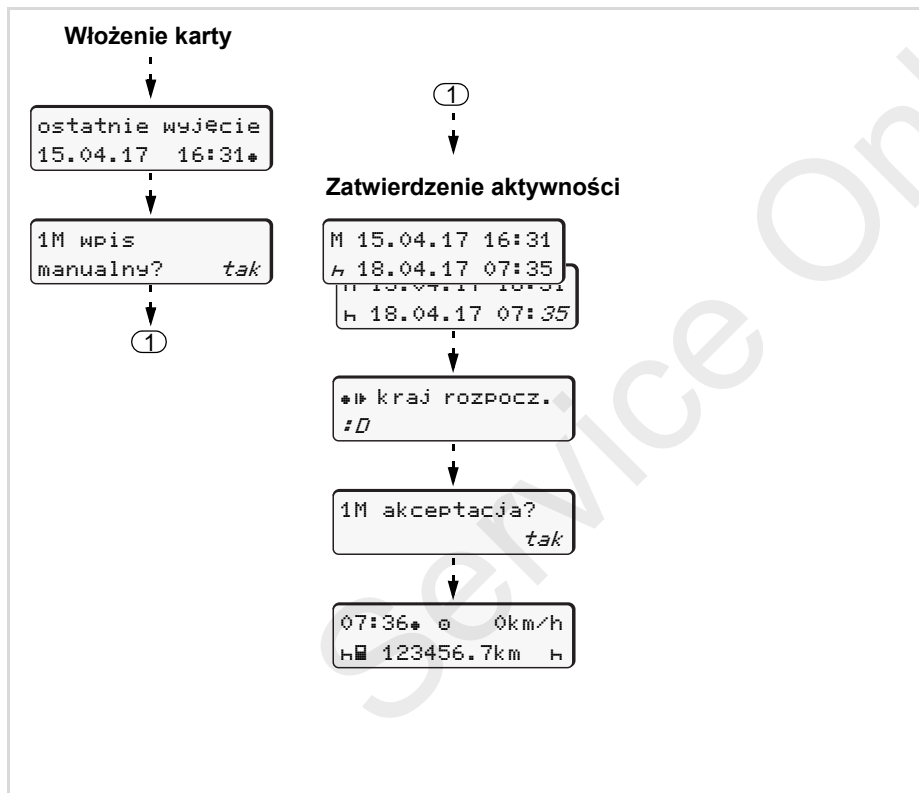 Włożenie karty
ostatnie wyjęcie
15.04.17 16:31
1M wpis
manualny? tak
1
1
Zatwierdzenie aktywności
M 15.04.17 16:31
h 18.04.17 07:35
h 18.04.17 07:35
kraj rozpocz.
:D
1M akceptacja?
tak
07:36 0km/h
h 123456.7km h
Service On